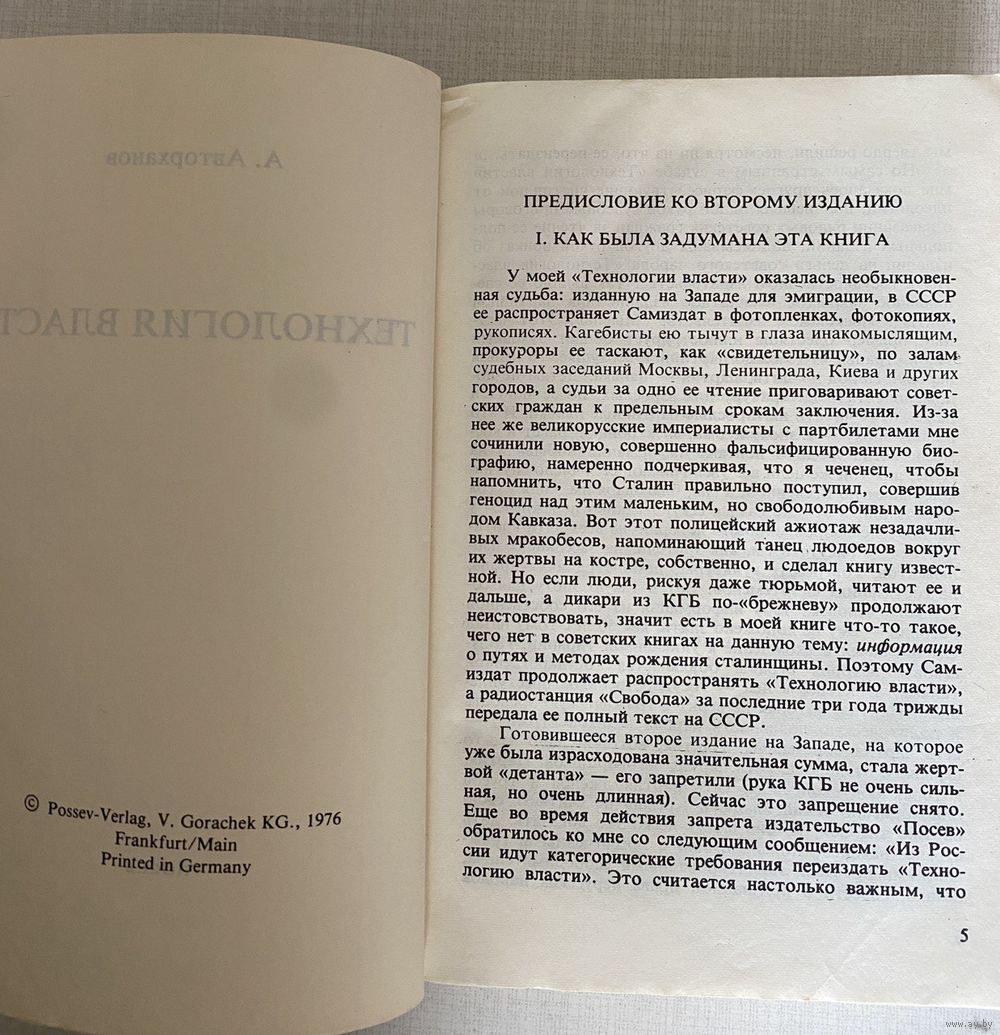 А. Авторханов
ТЕХНОЛОГИЯ ВЛАСТ
© Possev-Verlag, V. Gorachek KG., 1976
Frankfurt/Main
Printed in Germany
ПРЕДИСЛОВИЕ КО ВТОРОМУ ИЗДАНИЮ
I. КАК БЫЛА ЗАДУМАНА ЭТА КНИГА
У моей «Технологии власти» оказалась необыкновен-
ная судьба: изданную на Западе для эмиграции, в СССР
ее распространяет Самиздат в фотопленках, фотокопиях,
рукописях. Кагебисты ею тычут в глаза инакомыслящим,
прокуроры ее таскают, как «свидетельницу», по залам
судебных заседаний Москвы, Ленинграда, Киева и других
городов, а судьи за одно ее чтение приговаривают совет-
ских граждан к предельным срокам заключения. Из-за
нее же великорусские империалисты с партбилетами мне
сочинили новую, совершенно фальсифицированную био-
графию, намеренно подчеркивая, что я чеченец, чтобы
напомнить, что Сталин правильно поступил, совершив
геноцид над этим маленьким, но свободолюбивым наро-
дом Кавказа. Вот этот полицейский ажиотаж незадачли-
вых мракобесов, напоминающий танец людоедов вокруг
их жертвы на костре, собственно, и сделал книгу извест-
ной. Но если люди, рискуя даже тюрьмой, читают ее и
дальше, а дикари из КГБ по-«брежневу» продолжают
неистовствовать, значит есть в моей книге что-то такое,
чего нет в советских книгах на данную тему: информация
о путях и методах рождения сталинщины. Поэтому Сам-
издат продолжает распространять «Технологию власти»,
а радиостанция «Свобода» за последние три года трижды
передала ее полный текст на СССР.
Готовившееся второе издание на Западе, на которое
уже была израсходована значительная сумма, стала жерт-
вой «детанта» — его запретили (рука КГБ не очень силь-
ная, но очень длинная). Сейчас это запрещение снято.
Еще во время действия запрета издательство «Посев»
обратилось ко мне со следующим сообщением: «Из Рос-
сии идут категорические требования переиздать «Техно-
логию власти». Это считается настолько важным, что
5
www.ay.by